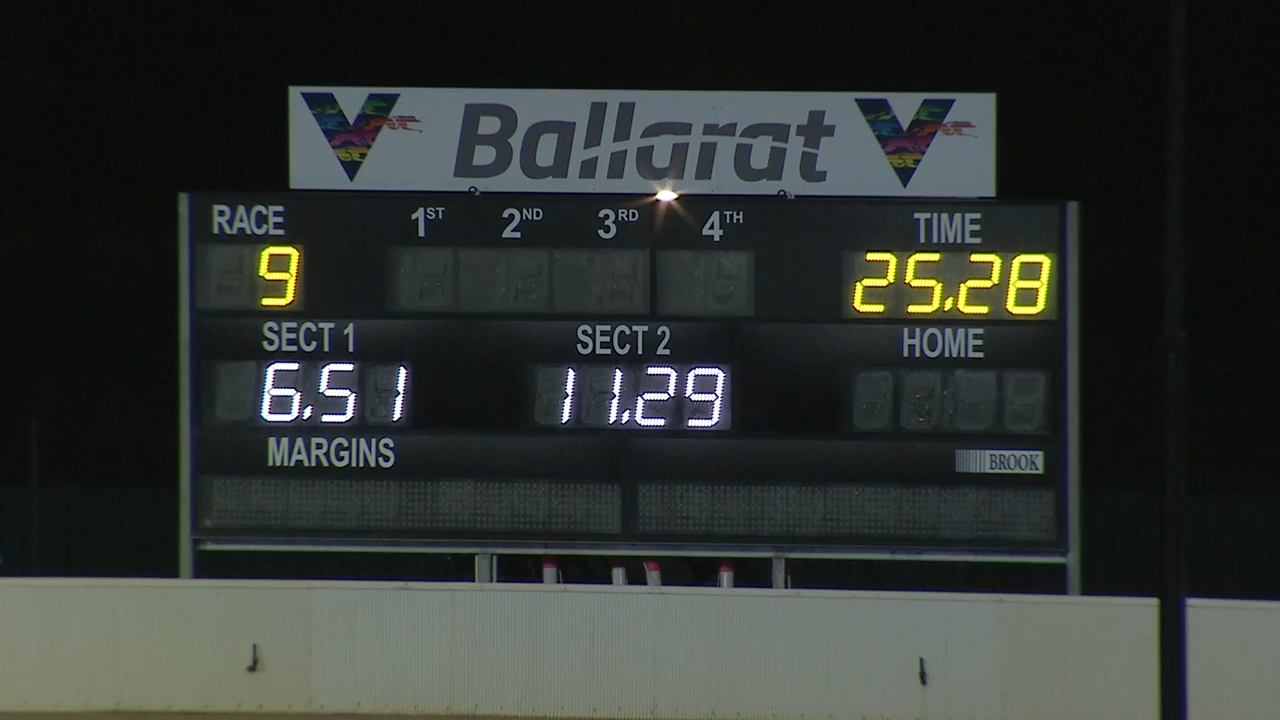 Ballarat
RACE 1ST 2ND 3RD 4TH TIME
9 25.28
SECT 1 SECT 2 HOME
6.51 11.29
MARGINS
BROOK